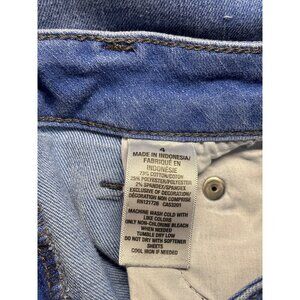 4
MADE IN INDONESIA/
FABRIQUÉ EN
INDONÉSIE
73% COTTON/COTON
25% POLYESTER/POLYESTER
2% SPANDEX/SPANDEX
EXCLUSIVE OF DECORATION/
DÉCORATION NON COMPRISE
RN121726 CA53201
MACHINE WASH COLD WITH
LIKE COLORS
ONLY NON-CHLORINE BLEACH
WHEN NEEDED
TUMBLE DRY LOW
DO NOT DRY WITH SOFTENER
SHEETS
COOL IRON IF NEEDED